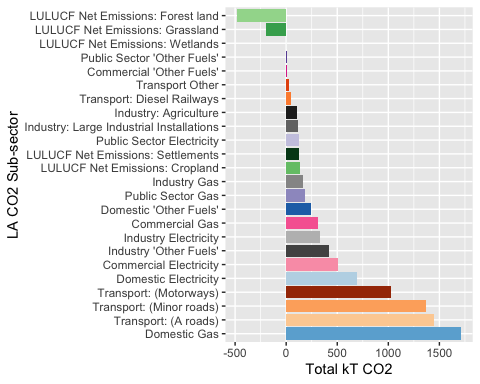 LULUCF Net Emissions: Forest land
LULUCF Net Emissions: Grassland
LULUCF Net Emissions: Wetlands
Public Sector 'Other Fuels'
Commercial 'Other Fuels'
Transport Other
Transport: Diesel Railways
Industry: Agriculture
Industry: Large Industrial Installations
Public Sector Electricity
LULUCF Net Emissions: Settlements
LULUCF Net Emissions: Cropland
Industry Gas
Public Sector Gas
Domestic 'Other Fuels'
Commercial Gas
Industry Electricity
Industry 'Other Fuels'
Commercial Electricity
Domestic Electricity
Transport: (Motorways)
Transport: (Minor roads)
Transport: (A roads)
Domestic Gas
LA CO2 Sub-sector
-500 0 500 1000 1500
Total kT CO2